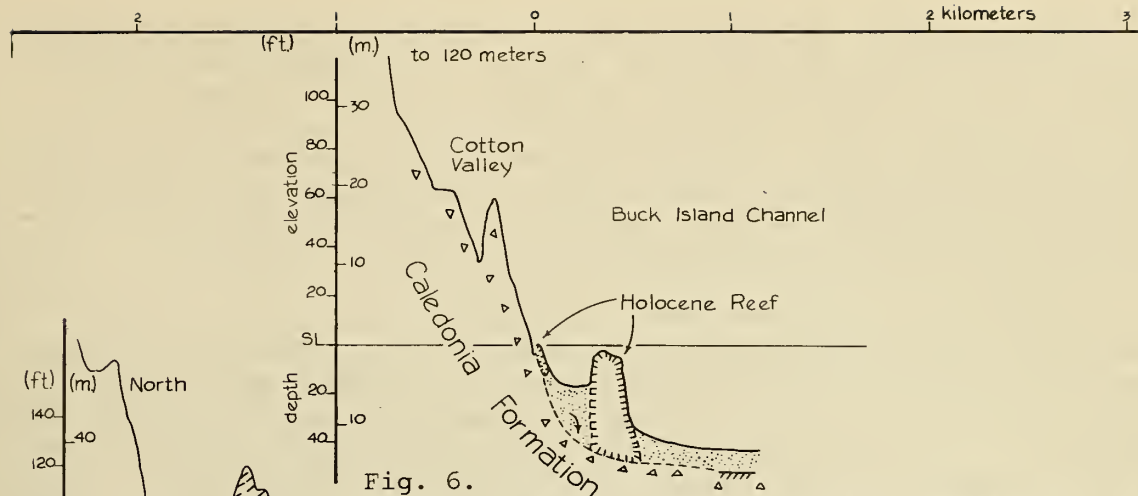 2 1 0 1 2 kilometers 3
(ft.) (m.) to 120 meters
100 30
80
Cotton
Valley
60 20
elevation
Buck Island Channel
40 10
20
Holocene Reef
SL
Caledonia Formation
depth
20
10
40
Fig. 6.
(ft.) (m.) North
140
40
120